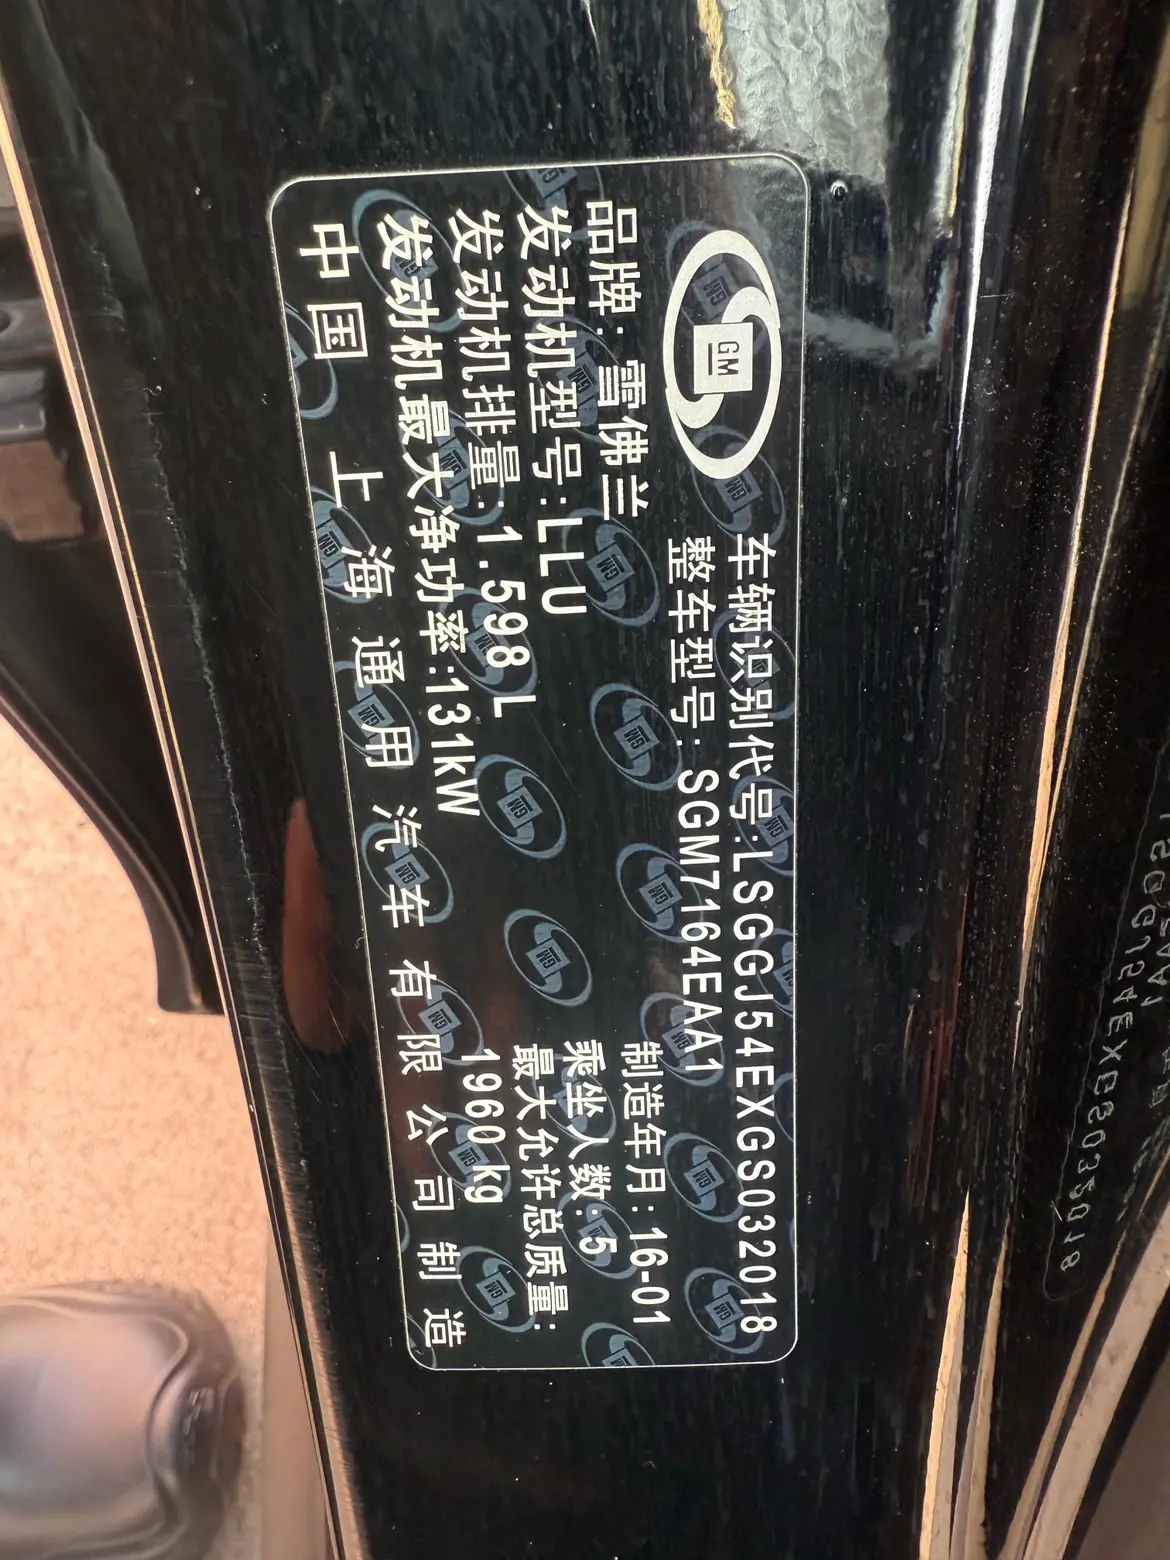 GM
车辆识别代号:LSGGJ54EXGS032018
整车型号:SGM7164EAA1
品牌:雪佛兰
制造年月:16-01
发动机型号:LLU
乘坐人数:5
发动机排量:1.598L
最大允许总质量:
1960kg
发动机最大净功率:131kW
中国上海通用汽车有限公司制造